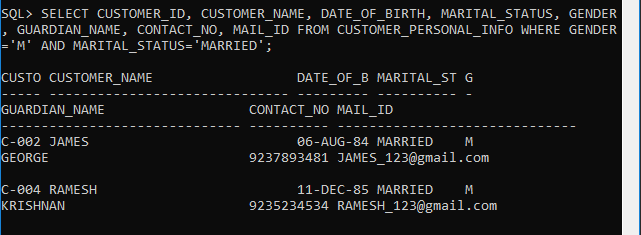 SQL> SELECT CUSTOMER_ID, CUSTOMER_NAME, DATE_OF_BIRTH, MARITAL_STATUS, GENDER
, GUARDIAN_NAME, CONTACT_NO, MAIL_ID FROM CUSTOMER_PERSONAL_INFO WHERE GENDER
='M' AND MARITAL_STATUS='MARRIED';
CUSTO CUSTOMER_NAME                  DATE_OF_B MARITAL_ST G
----- ------------------------------ --------- ---------- -
GUARDIAN_NAME                  CONTACT_NO MAIL_ID
------------------------------ ---------- ------------------------------
C-002 JAMES                          06-AUG-84 MARRIED    M
GEORGE                         9237893481 JAMES_123@gmail.com
C-004 RAMESH                         11-DEC-85 MARRIED    M
KRISHNAN                       9235234534 RAMESH_123@gmail.com